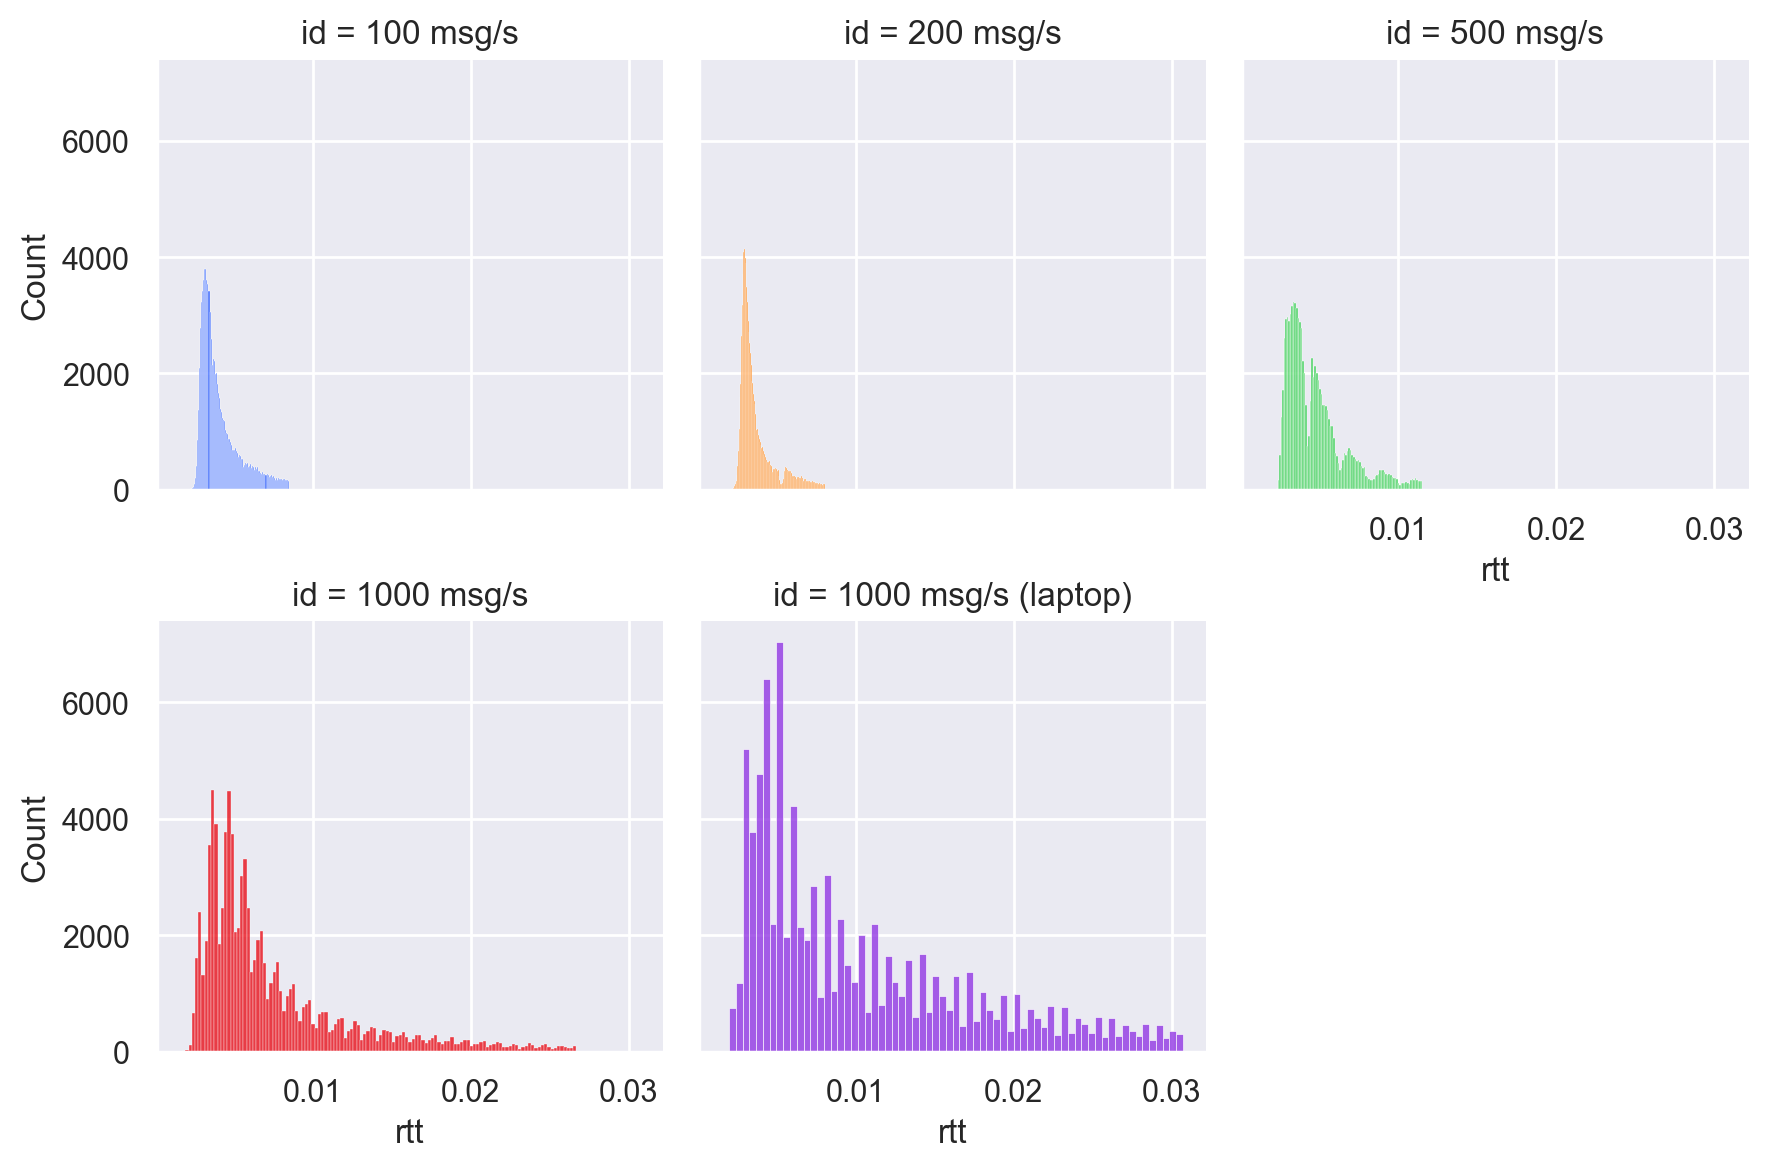 id = 100 msg/s
id = 200 msg/s
id = 500 msg/s
6000
4000
2000
0
Count
0.01 0.02 0.03
rtt
id = 1000 msg/s
id = 1000 msg/s (laptop)
6000
4000
2000
0
Count
0.01 0.02 0.03
rtt
0.01 0.02 0.03
rtt